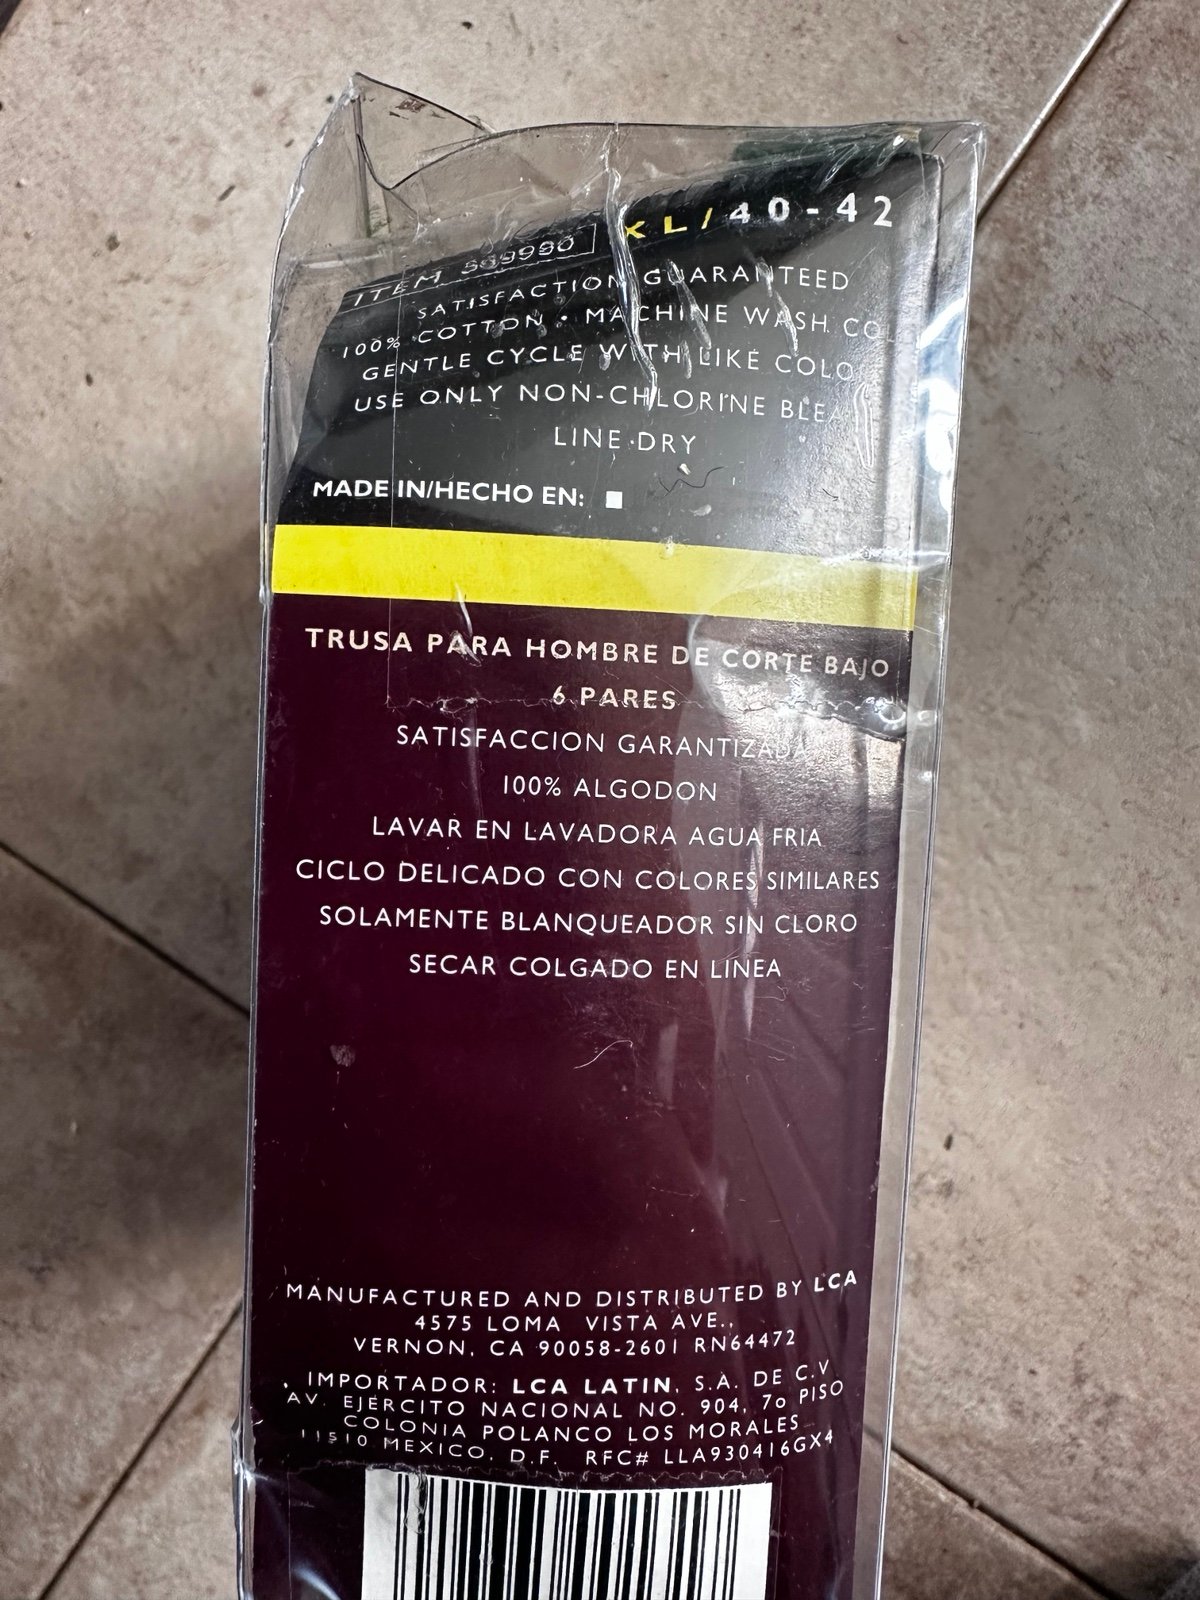 XL/40-42
ITEM
SATISFACTION GUARANTEED
100% COTTON • MACHINE WASH
GENTLE CYCLE WITH LIKE
USE ONLY NON-CHLORINE
LINE DRY
MADE IN/HECHO EN:
TRUSA PARA HOMBRE DE CORTE BAJO
6 PARES
SATISFACCION GARANTIZADA
100% ALGODON
LAVAR EN LAVADORA AGUA FRIA
CICLO DELICADO CON COLORES SIMILARES
SOLAMENTE BLANQUEADOR SIN CLORO
SECAR COLGADO EN LINEA
MANUFACTURED AND DISTRIBUTED BY LCA
4575 LOMA VISTA AVE.,
VERNON, CA 90058-2601 RN64472
IMPORTADOR: LCA LATIN, S.A. DE C.V
AV. EJERCITO NACIONAL NO. 904, 7o PISO
COLONIA POLANCO LOS MORALES
11510 MEXICO, D.F. RFC# LLA930416GX4